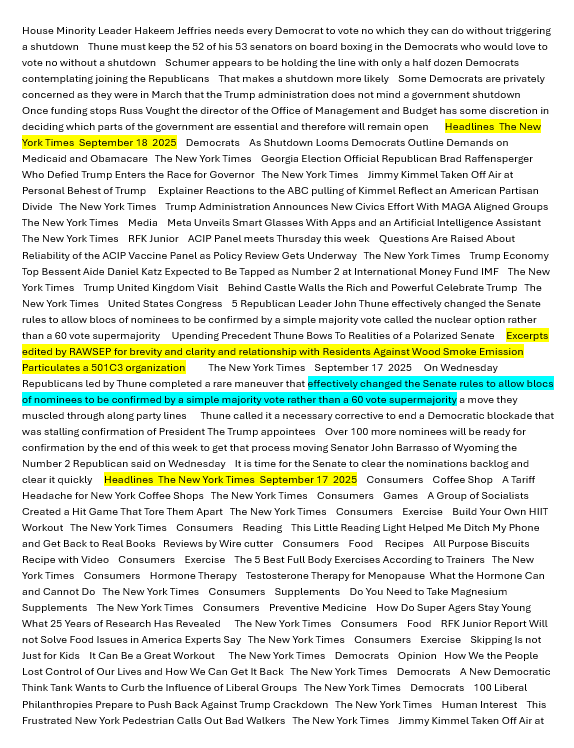 House Minority Leader Hakeem Jeffries needs every Democrat to vote no which they can do without triggering
a shutdown Thune must keep the 52 of his 53 senators on board boxing in the Democrats who would love to
vote no without a shutdown Schumer appears to be holding the line with only a half dozen Democrats
contemplating joining the Republicans That makes a shutdown more likely Some Democrats are privately
concerned as they were in March that the Trump administration does not mind a government shutdown
Once funding stops Russ Vought the director of the Office of Management and Budget has some discretion in
deciding which parts of the government are essential and therefore will remain open Headlines The New
York Times September 18 2025 Democrats As Shutdown Looms Democrats Outline Demands on
Medicaid and Obamacare The New York Times Georgia Election Official Republican Brad Raffensperger
Who Defied Trump Enters the Race for Governor The New York Times Jimmy Kimmel Taken Off Air at
Personal Behest of Trump Explainer Reactions to the ABC pulling of Kimmel Reflect an American Partisan
Divide The New York Times Trump Administration Announces New Civics Effort With MAGA Aligned Groups
The New York Times Media Meta Unveils Smart Glasses With Apps and an Artificial Intelligence Assistant
The New York Times RFK Junior ACIP Panel meets Thursday this week Questions Are Raised About
Reliability of the ACIP Vaccine Panel as Policy Review Gets Underway The New York Times Trump Economy
Top Bessent Aide Daniel Katz Expected to Be Tapped as Number 2 at International Money Fund IMF The New
York Times Trump United Kingdom Visit Behind Castle Walls the Rich and Powerful Celebrate Trump The
New York Times United States Congress 5 Republican Leader John Thune effectively changed the Senate
rules to allow blocs of nominees to be confirmed by a simple majority vote called the nuclear option rather
than a 60 vote supermajority Upending Precedent Thune Bows To Realities of a Polarized Senate Excerpts
edited by RAWSEP for brevity and clarity and relationship with Residents Against Wood Smoke Emission
Particulates a 501C3 organization The New York Times September 17 2025 On Wednesday
Republicans led by Thune completed a rare maneuver that effectively changed the Senate rules to allow blocs
of nominees to be confirmed by a simple majority vote rather than a 60 vote supermajority a move they
muscled through along party lines Thune called it a necessary corrective to end a Democratic blockade that
was stalling confirmation of President The Trump appointees Over 100 more nominees will be ready for
confirmation by the end of this week to get that process moving Senator John Barrasso of Wyoming the
Number 2 Republican said on Wednesday It is time for the Senate to clear the nominations backlog and
clear it quickly Headlines The New York Times September 17 2025 Consumers Coffee Shop A Tariff
Headache for New York Coffee Shops The New York Times Consumers Games A Group of Socialists
Created a Hit Game That Tore Them Apart The New York Times Consumers Exercise Build Your Own HIIT
Workout The New York Times Consumers Reading This Little Reading Light Helped Me Ditch My Phone
and Get Back to Real Books Reviews by Wire cutter Consumers Food Recipes All Purpose Biscuits
Recipe with Video Consumers Exercise The 5 Best Full Body Exercises According to Trainers The New
York Times Consumers Hormone Therapy Testosterone Therapy for Menopause What the Hormone Can
and Cannot Do The New York Times Consumers Supplements Do You Need to Take Magnesium
Supplements The New York Times Consumers Preventive Medicine How Do Super Agers Stay Young
What 25 Years of Research Has Revealed The New York Times Consumers Food RFK Junior Report Will
not Solve Food Issues in America Experts Say The New York Times Consumers Exercise Skipping Is not
Just for Kids It Can Be a Great Workout The New York Times Democrats Opinion How We the People
Lost Control of Our Lives and How We Can Get It Back The New York Times Democrats A New Democratic
Think Tank Wants to Curb the Influence of Liberal Groups The New York Times Democrats 100 Liberal
Philanthropies Prepare to Push Back Against Trump Crackdown The New York Times Human Interest This
Frustrated New York Pedestrian Calls Out Bad Walkers The New York Times Jimmy Kimmel Taken Off Air at